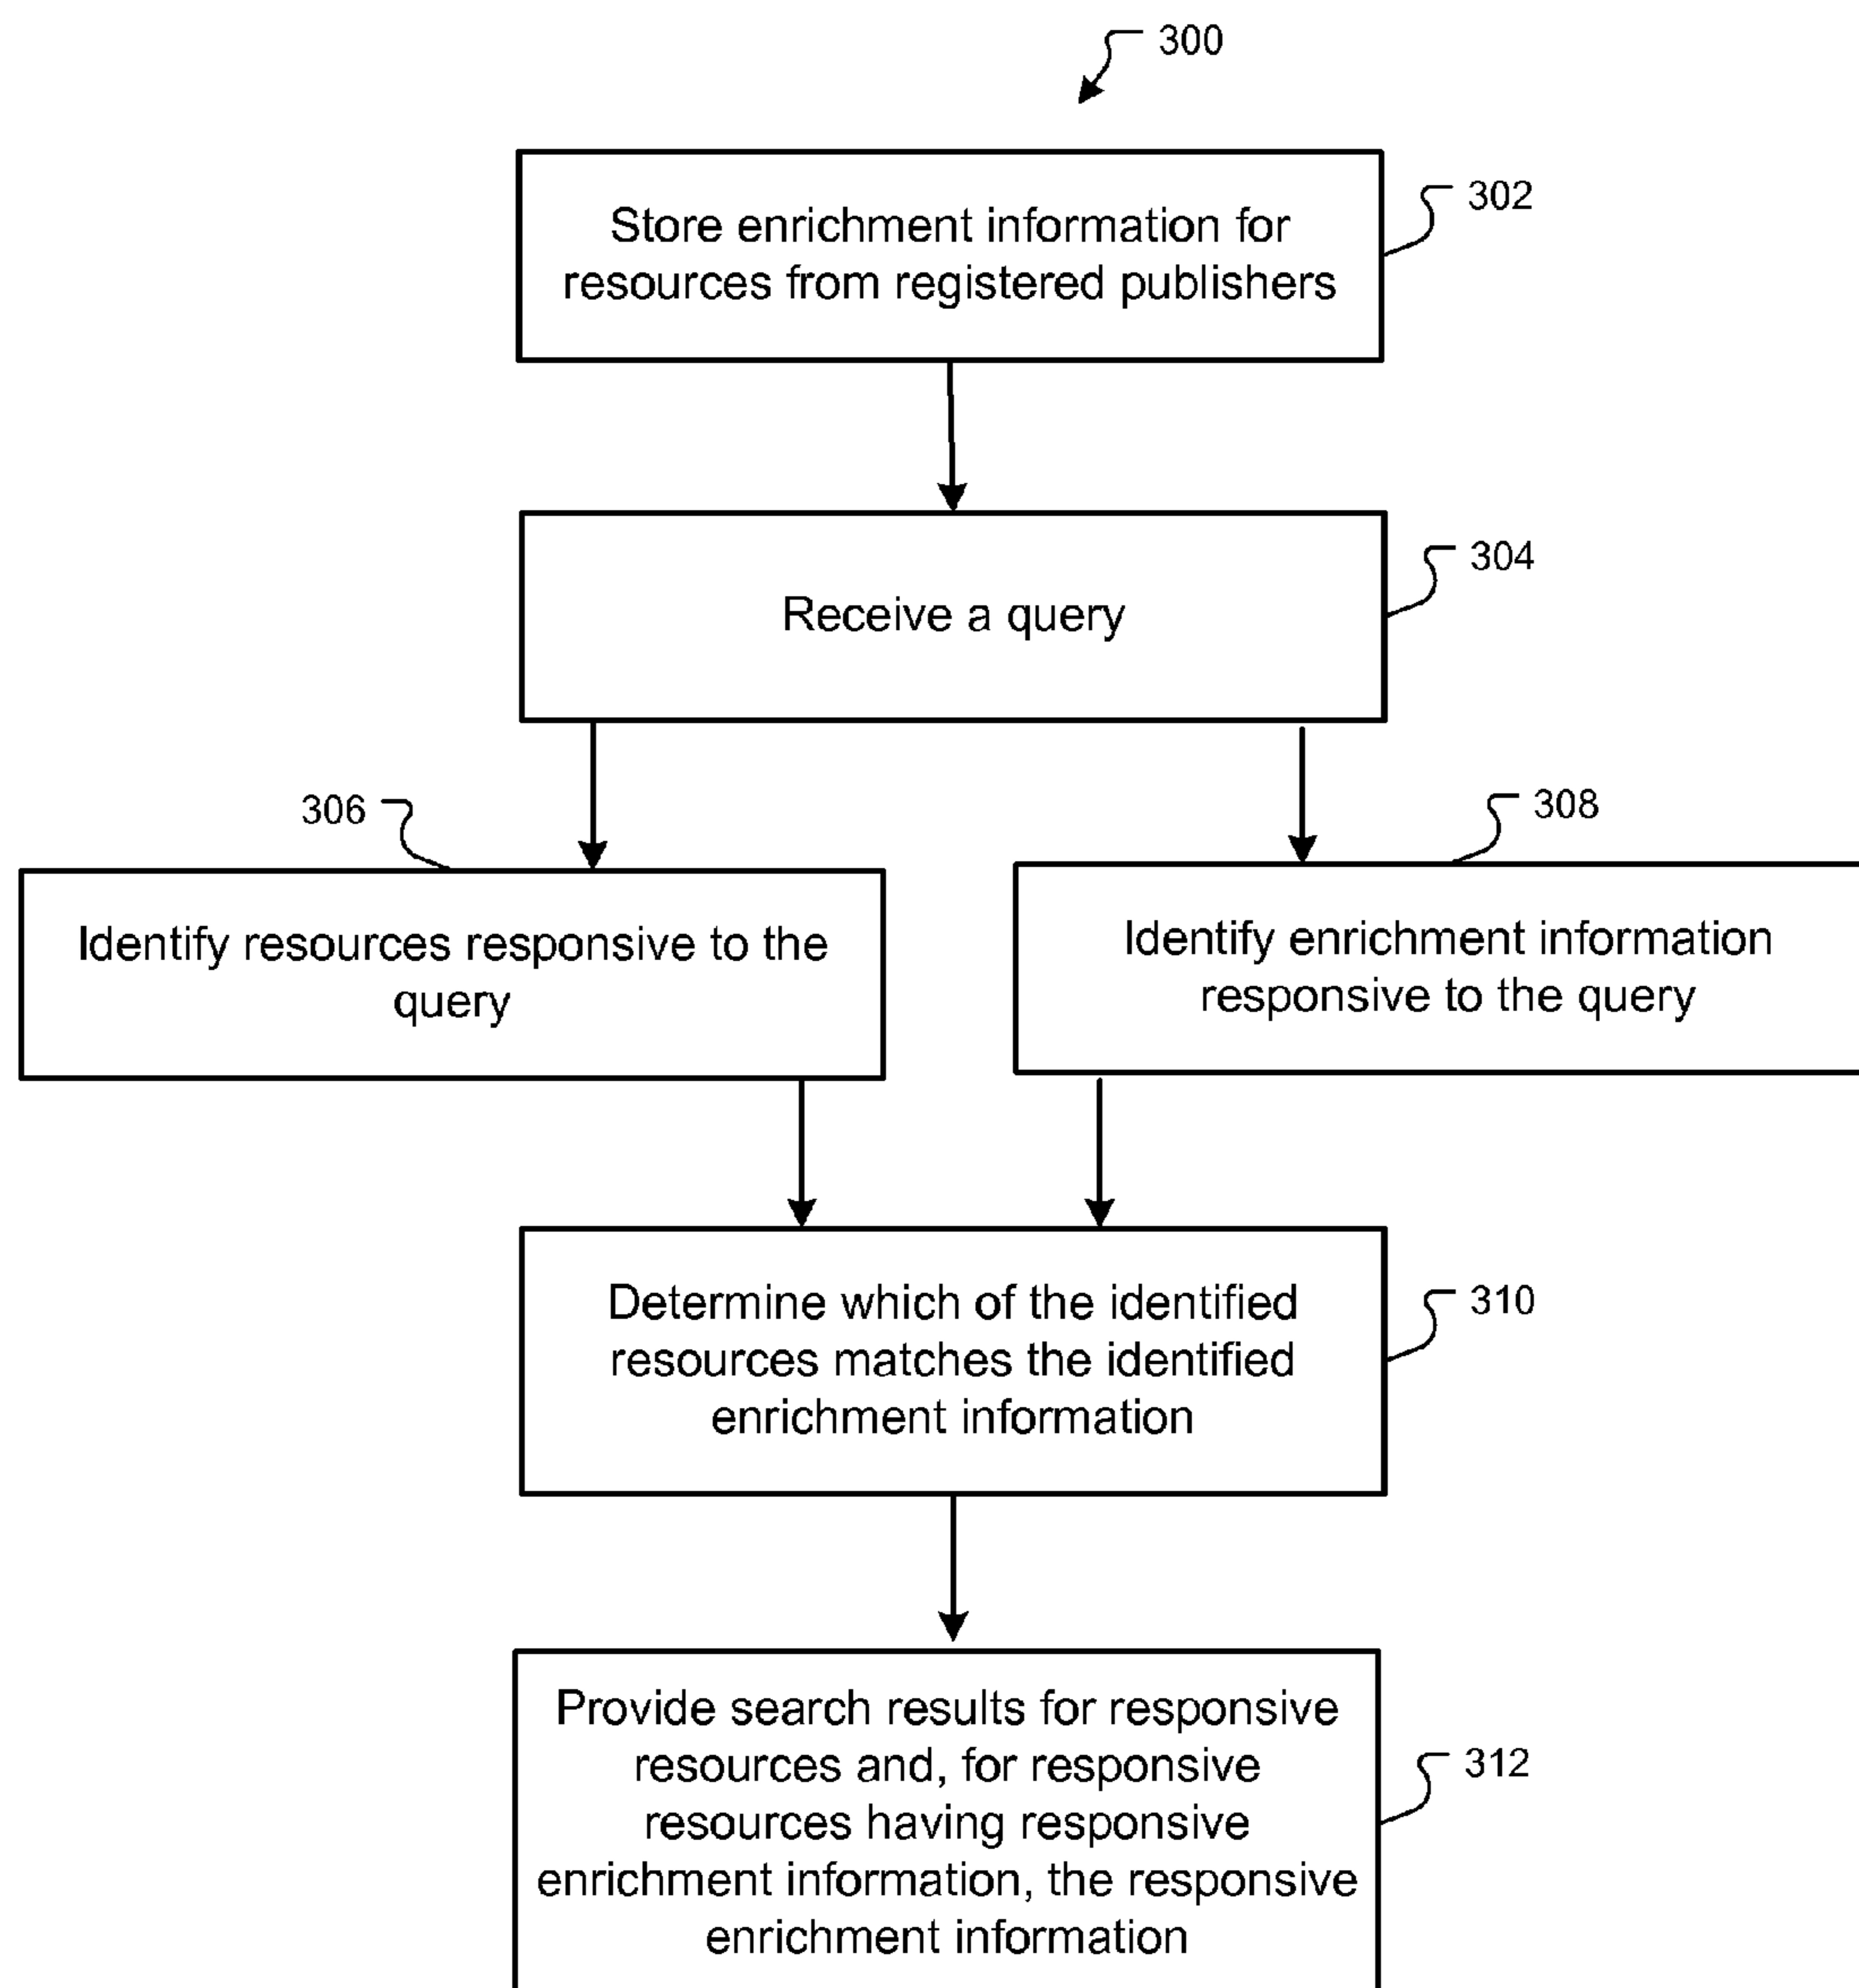 300
Store enrichment information for
resources from registered publishers
302
Receive a query
304
306
308
Identify resources responsive to the
query
Identify enrichment information
responsive to the query
Determine which of the identified
resources matches the identified
enrichment information
310
Provide search results for responsive
resources and, for responsive
resources having responsive
enrichment information, the responsive
enrichment information
312